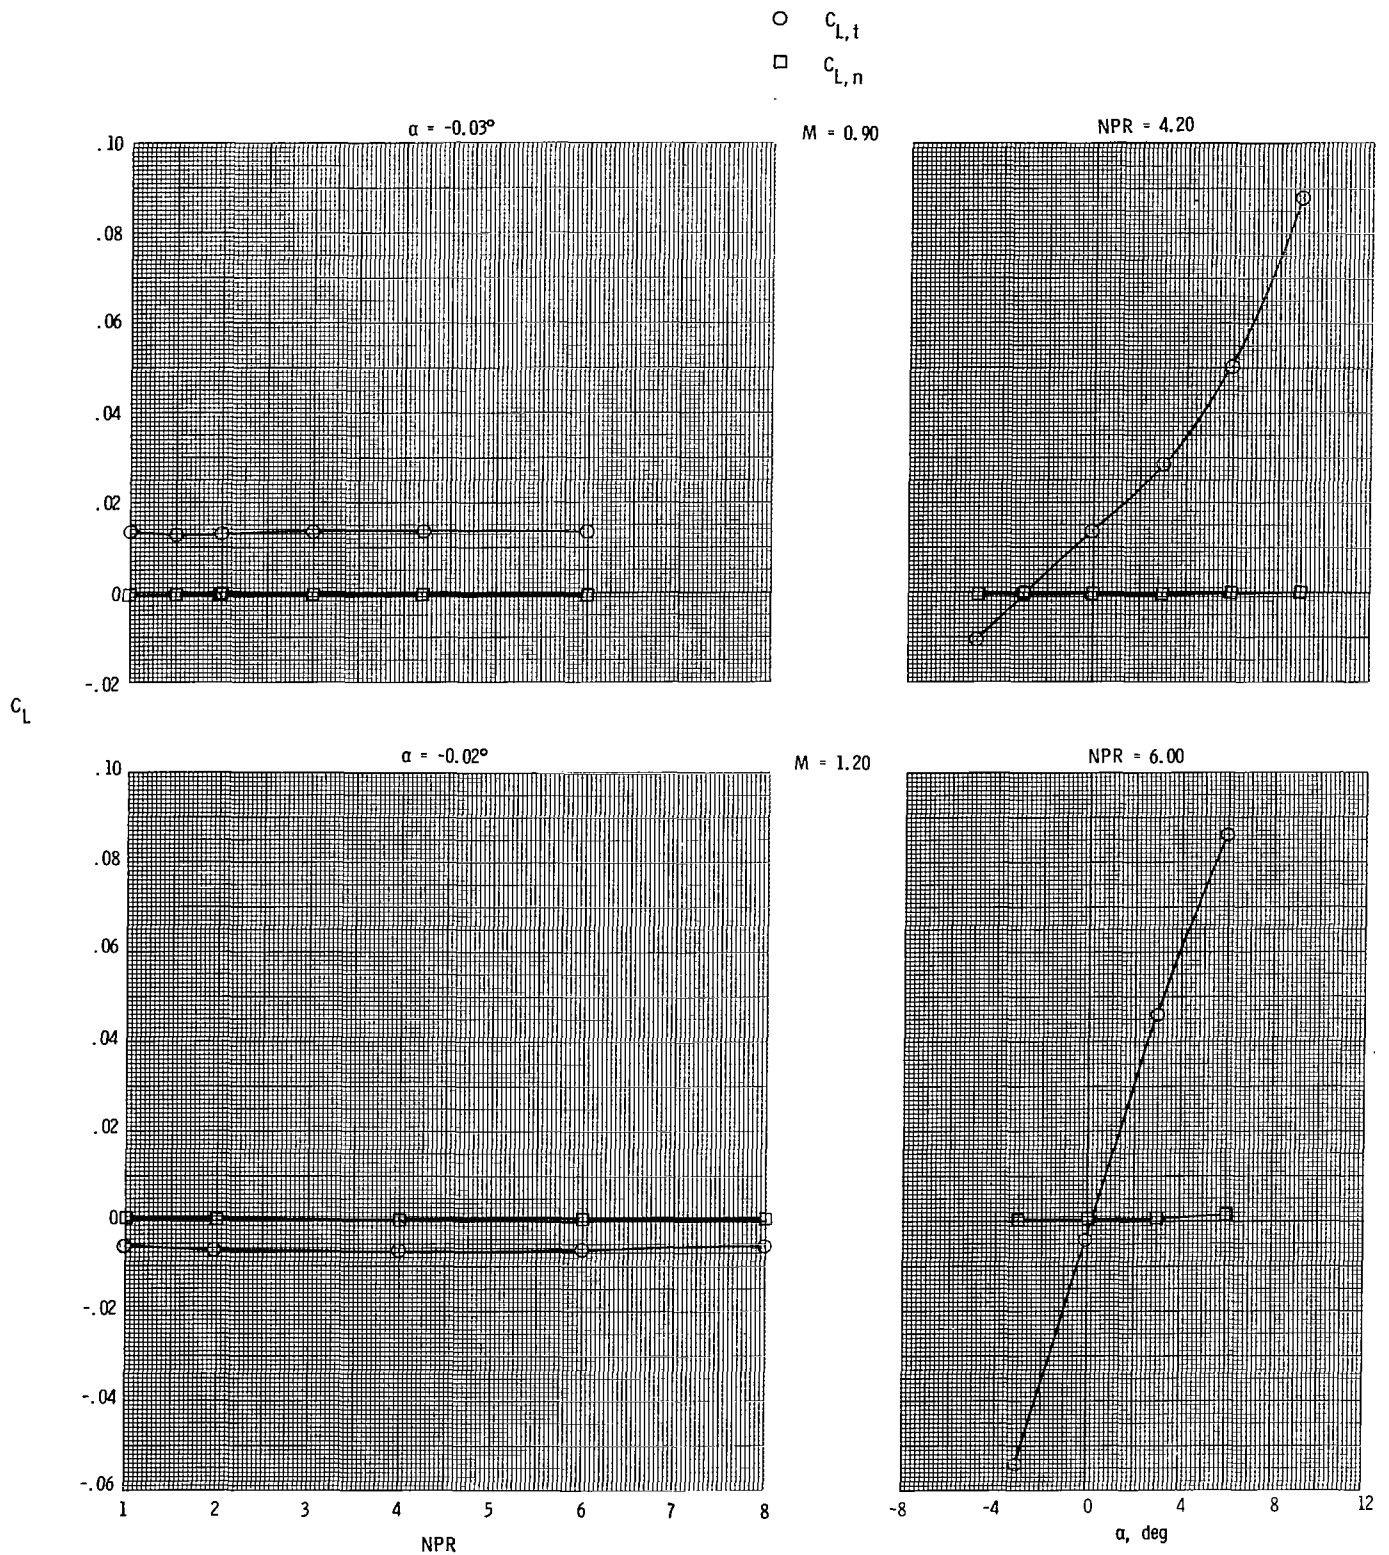 C_L,t
C_L,n
α = -0.03°
M = 0.90
NPR = 4.20
.10
.08
.06
.04
.02
0
-.02
C_L
α = -0.02°
M = 1.20
NPR = 6.00
.10
.08
.06
.04
.02
0
-.02
-.04
-.06
1 2 3 4 5 6 7 8
NPR
-8 -4 0 4 8 12
α, deg